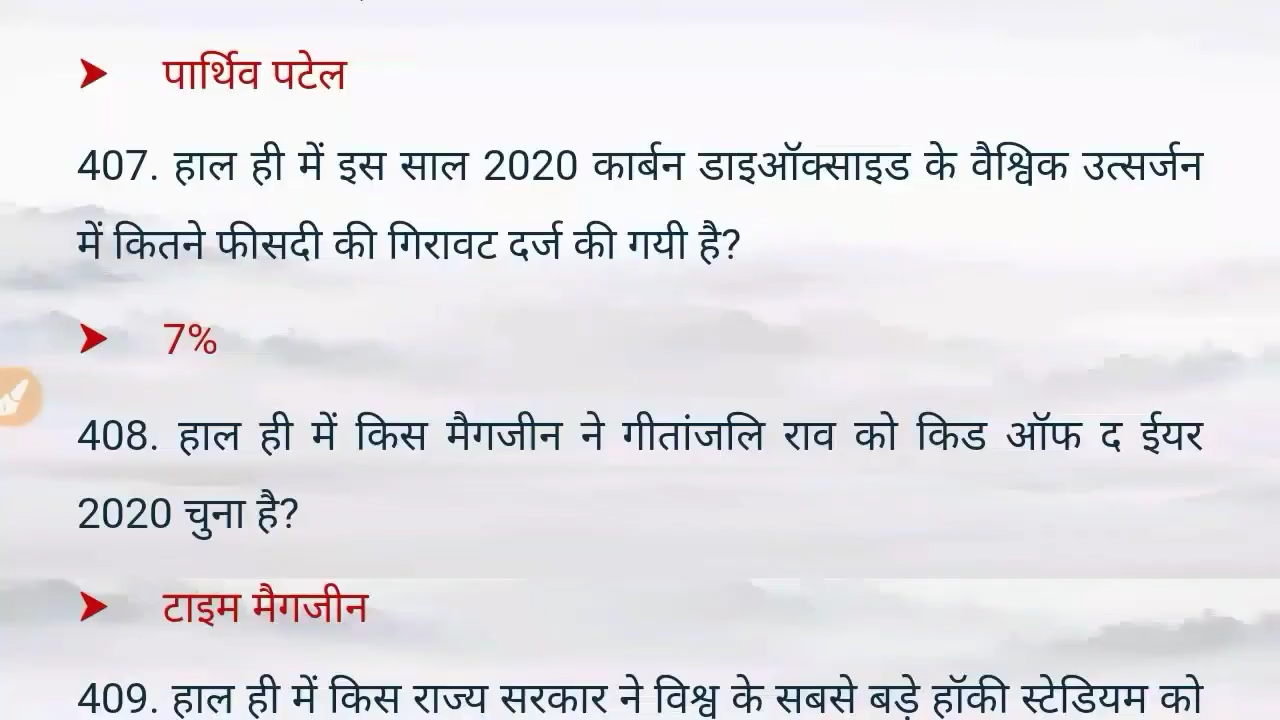 ➤ पार्थिव पटेल
407. हाल ही में इस साल 2020 कार्बन डाइऑक्साइड के वैश्विक उत्सर्जन
में कितने फीसदी की गिरावट दर्ज की गयी है?
➤ 7%
408. हाल ही में किस मैगजीन ने गीतांजलि राव को किड ऑफ द ईयर
2020 चुना है?
➤ टाइम मैगजीन
409. हाल ही में किस राज्य सरकार ने विश्व के सबसे बड़े हॉकी स्टेडियम को